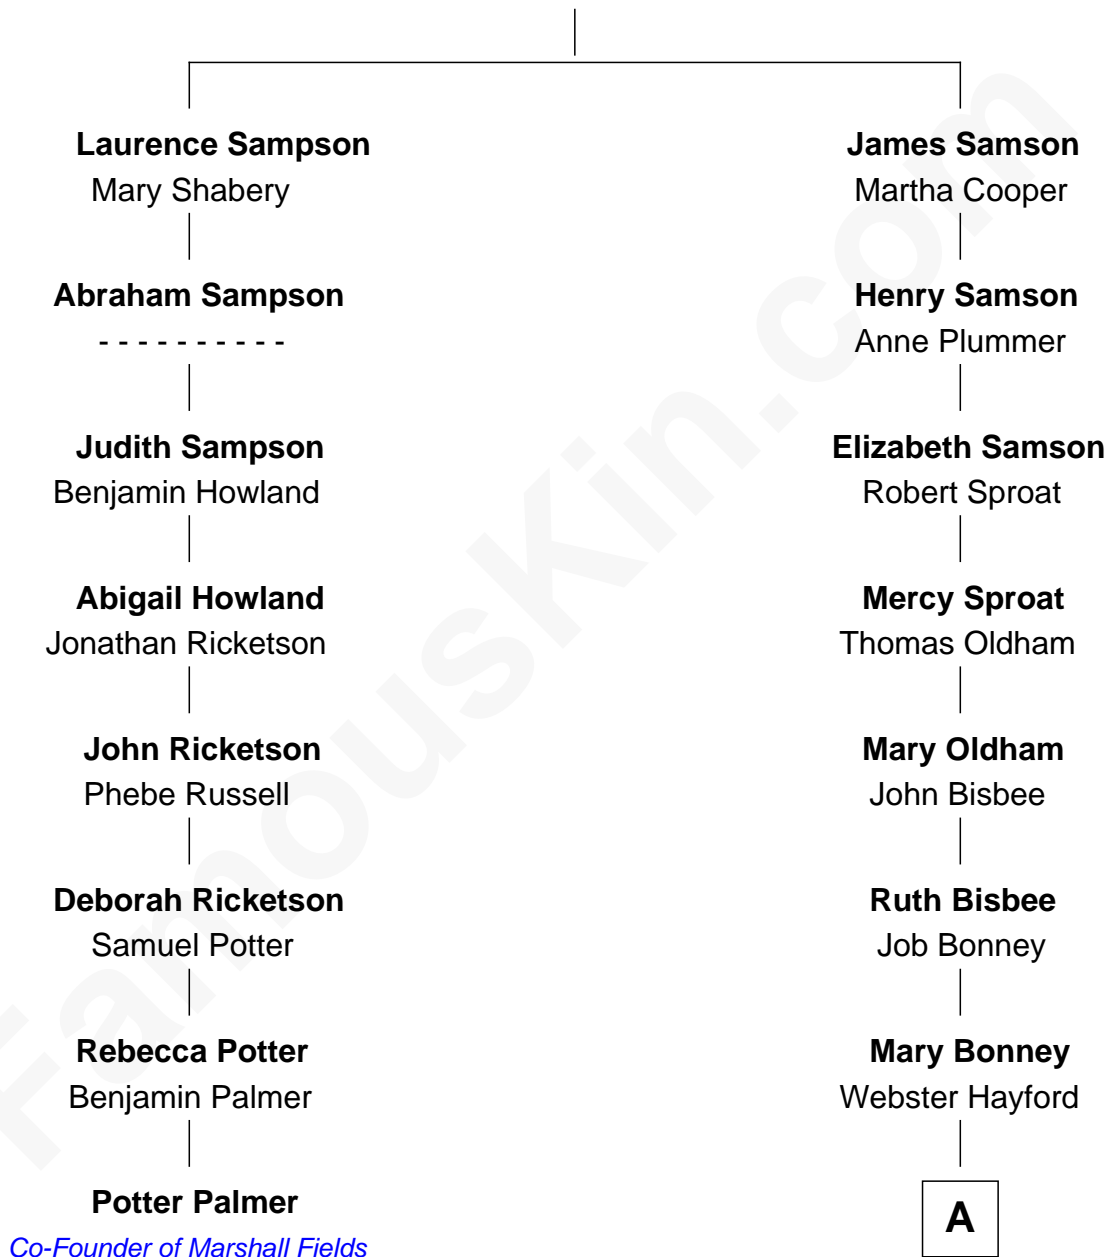 Laurence Sampson
Mary Shabery
Abraham Sampson
- - - - - - - - - -
Judith Sampson
Benjamin Howland
Abigail Howland
Jonathan Ricketson
John Ricketson
Phebe Russell
Deborah Ricketson
Samuel Potter
Rebecca Potter
Benjamin Palmer
Potter Palmer
Co-Founder of Marshall Fields
James Samson
Martha Cooper
Henry Samson
Anne Plummer
Elizabeth Samson
Robert Sproat
Mercy Sproat
Thomas Oldham
Mary Oldham
John Bisbee
Ruth Bisbee
Job Bonney
Mary Bonney
Webster Hayford
A
FamousKin.com